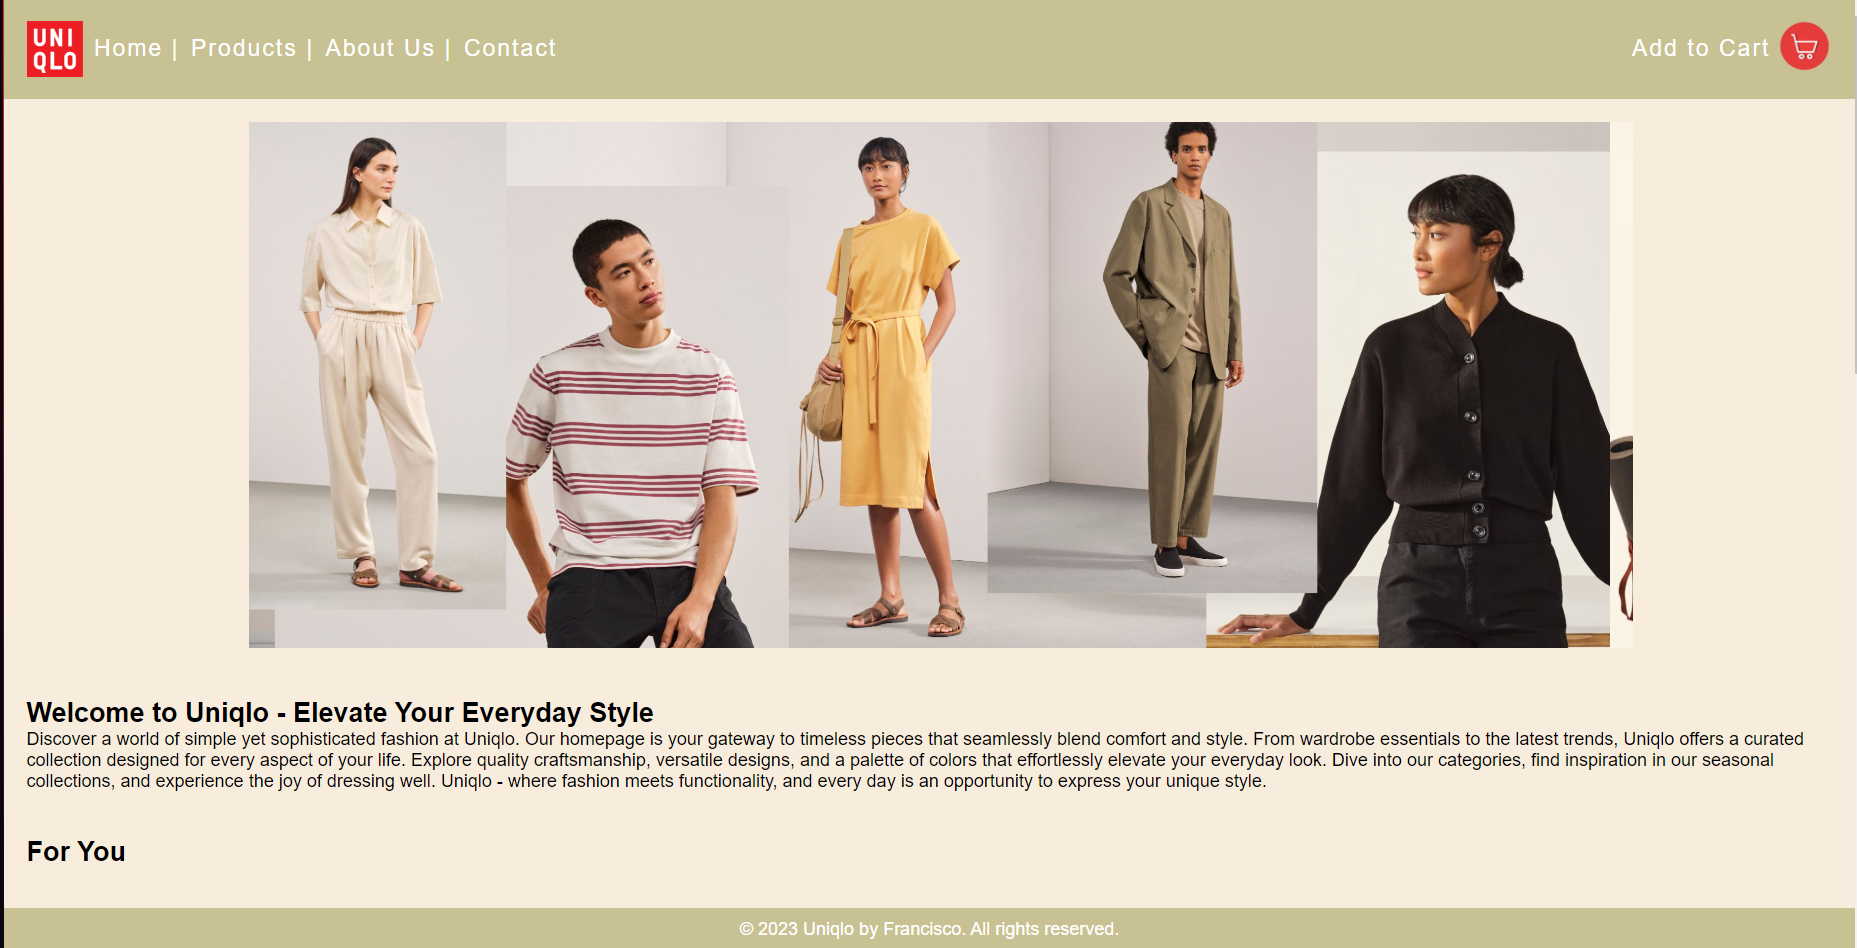 UNI
QLO
Home | Products | About Us | Contact
Add to Cart
Welcome to Uniqlo - Elevate Your Everyday Style
Discover a world of simple yet sophisticated fashion at Uniqlo. Our homepage is your gateway to timeless pieces that seamlessly blend comfort and style. From wardrobe essentials to the latest trends, Uniqlo offers a curated
collection designed for every aspect of your life. Explore quality craftsmanship, versatile designs, and a palette of colors that effortlessly elevate your everyday look. Dive into our categories, find inspiration in our seasonal
collections, and experience the joy of dressing well. Uniqlo - where fashion meets functionality, and every day is an opportunity to express your unique style.
For You
© 2023 Uniqlo by Francisco. All rights reserved.